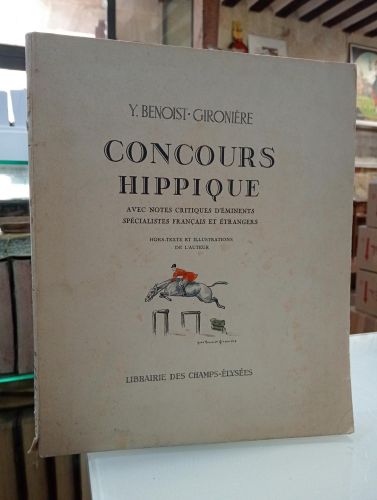 Y. BENOIST-GIRONIÈRE
CONCOURS
HIPPIQUE
AVEC NOTES CRITIQUES D'ÉMINENTS
SPÉCIALISTES FRANÇAIS ET ÉTRANGERS
HORS-TEXTE ET ILLUSTRATIONS
DE L'AUTEUR
LIBRAIRIE DES CHAMPS-ÉLYSÉES